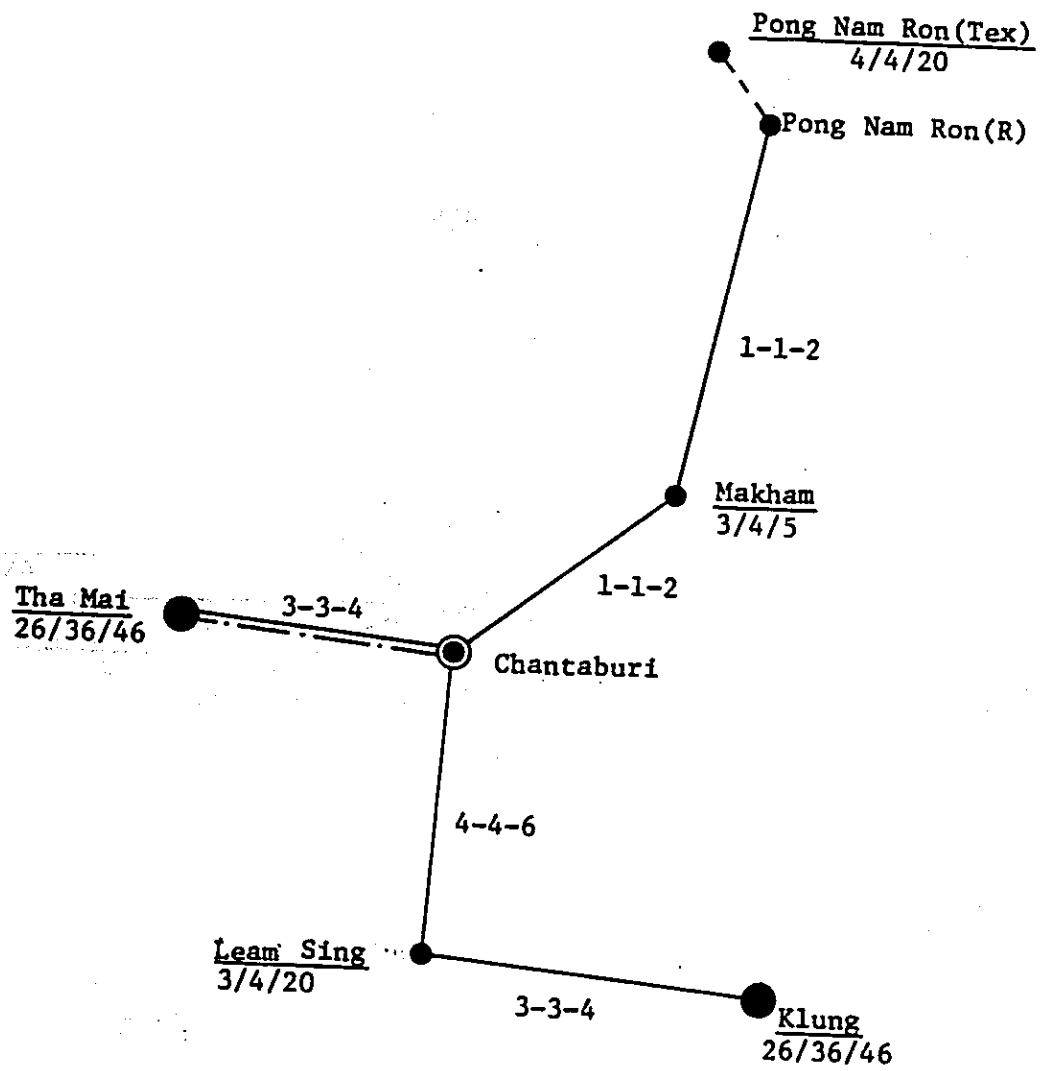 Pong Nam Ron(Tex)
4/4/20
Pong Nam Ron(R)
1-1-2
Makham
3/4/5
1-1-2
Tha Mai
26/36/46
3-3-4
Chantaburi
4-4-6
Leam Sing
3/4/20
3-3-4
Klung
26/36/46